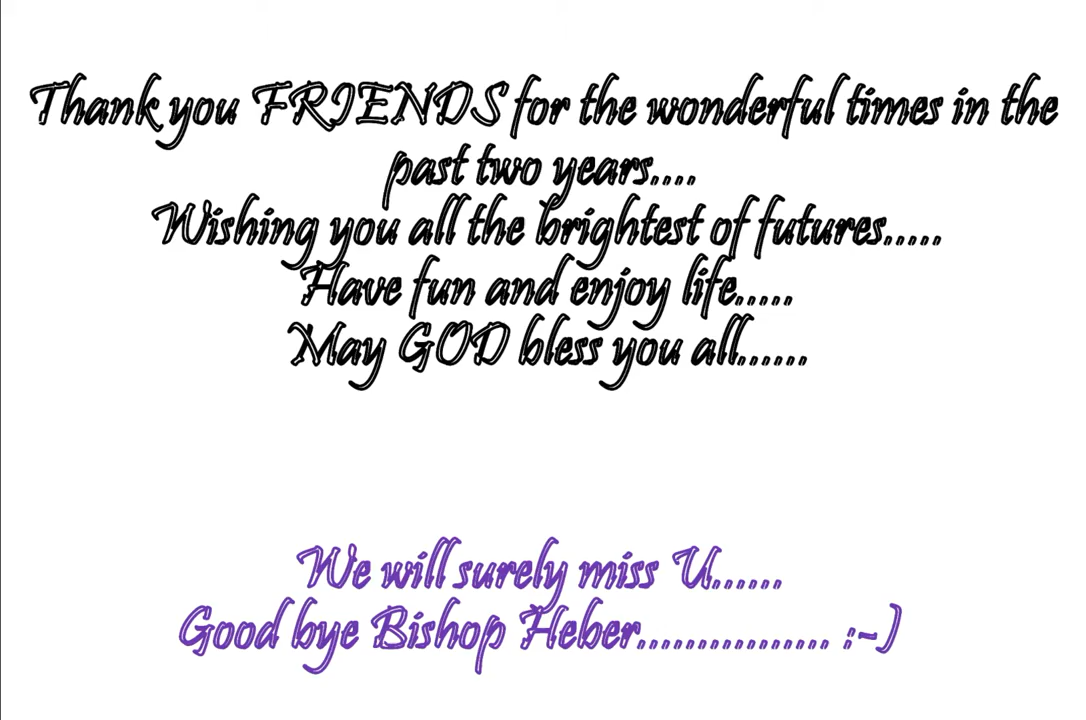 Thank you FRIENDS for the wonderful times in the
past two years....
Wishing you all the brightest of futures.....
Have fun and enjoy life.....
May GOD bless you all......
We will surely miss U......
Good bye Bishop Heber................ :-)